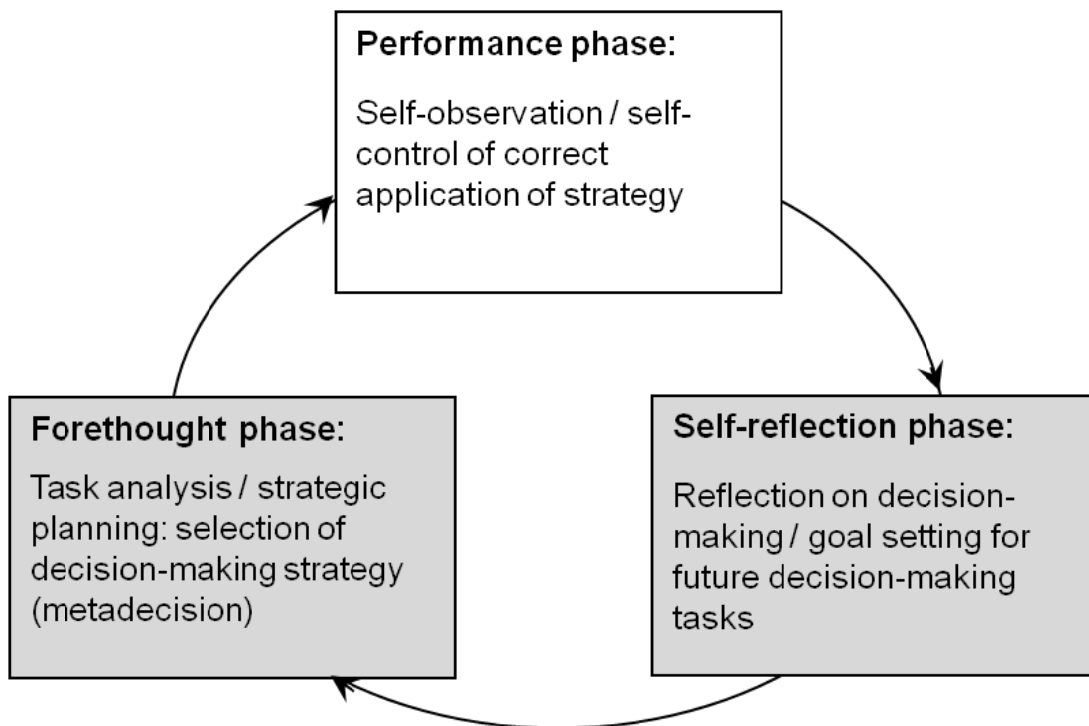 Performance phase:
Self-observation / self-
control of correct
application of strategy
Forethought phase:
Task analysis / strategic
planning: selection of
decision-making strategy
(metadecision)
Self-reflection phase:
Reflection on decision-
making / goal setting for
future decision-making
tasks